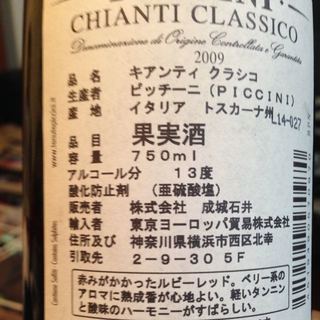 CHIANTI CLASSICO
Denominazione di Origine Controllata e Garantita
2009
品 名 キアンティ クラシコ
生産者 ピッチーニ(PICCINI)
産 地 イタリア トスカーナ州 L14-027
品 目 果実酒
容 量 750ml
アルコール分 13度
酸化防止剤 (亜硫酸塩)
販売者 株式会社 成城石井
輸入者 東京ヨーロッパ貿易株式会社
住所及び 神奈川県横浜市西区北幸
引取先 2-9-30 5F
赤みがかかったルビーレッド。ベリー系の
アロマに熟成香が心地よい。軽いタンニン
と酸味のハーモニーがすばらしい。